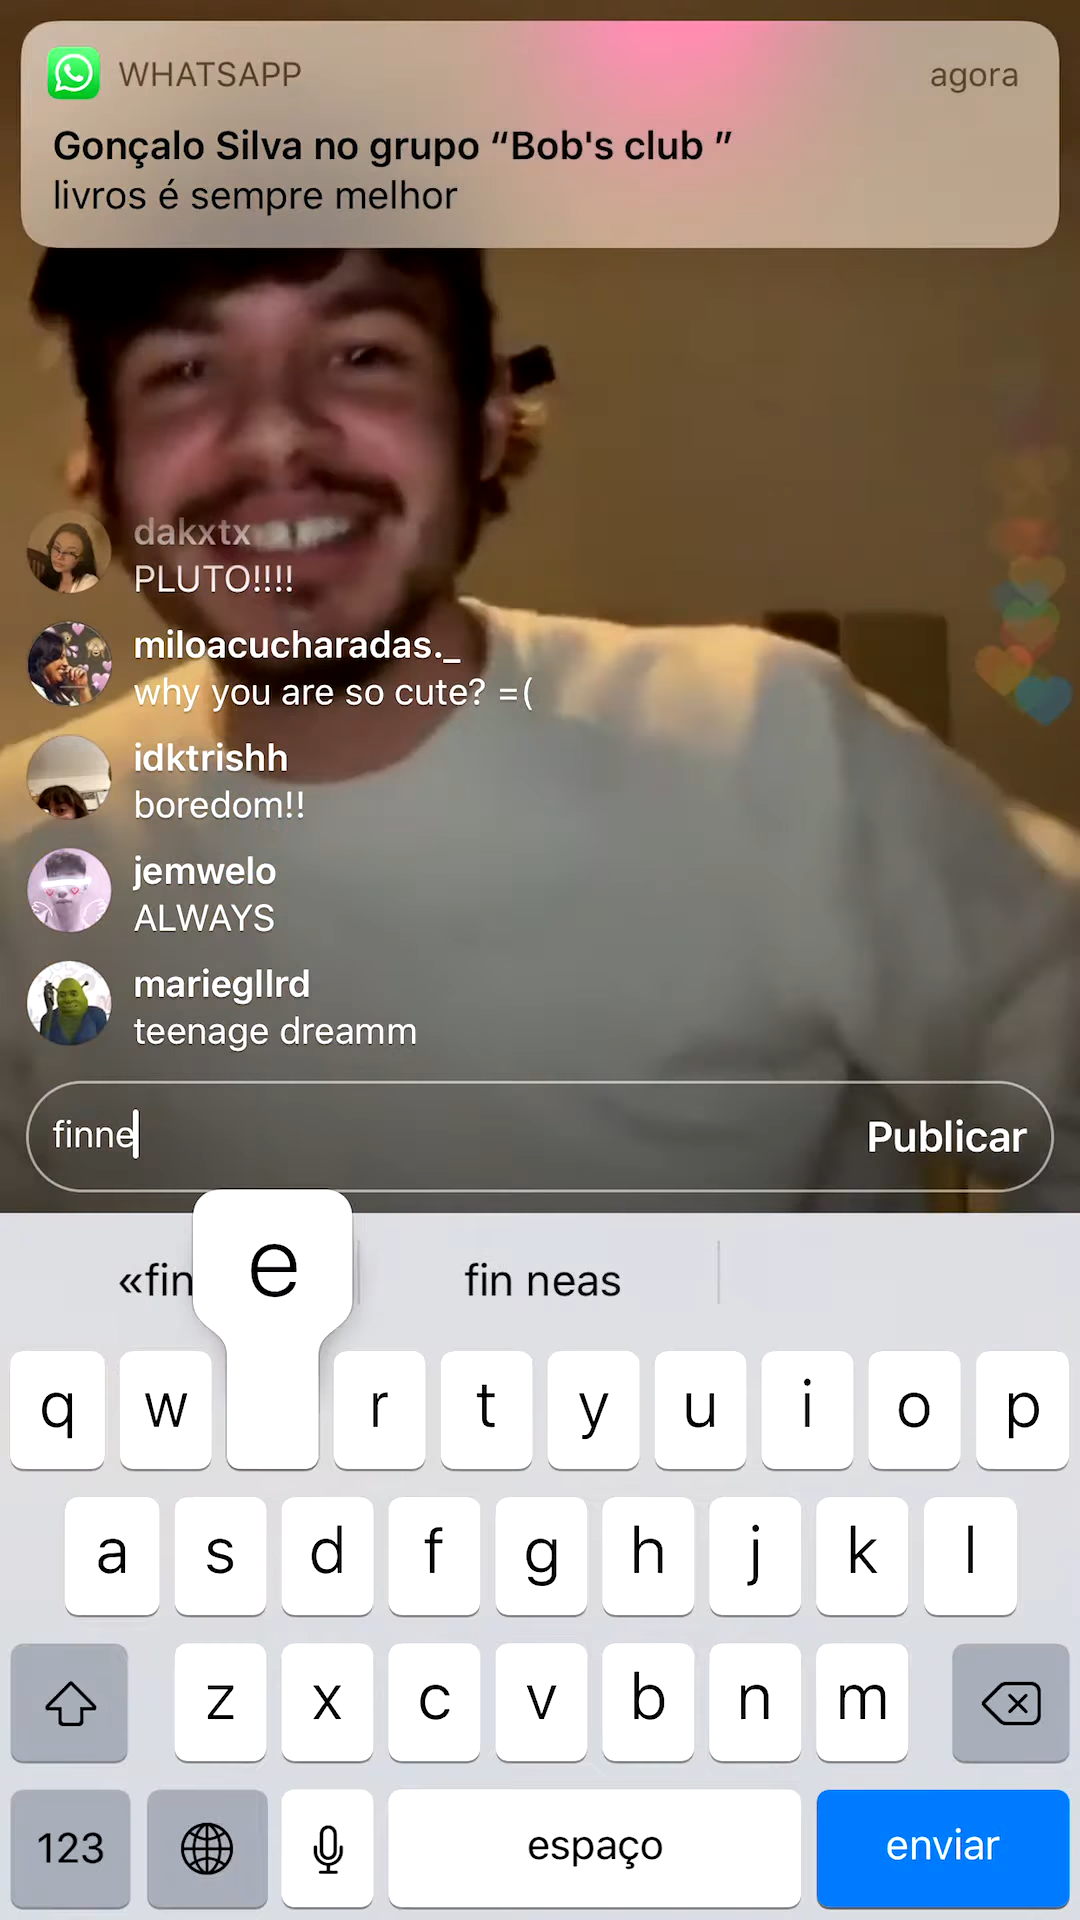 WHATSAPP agora
Gonçalo Silva no grupo “Bob's club ”
livros é sempre melhor
dakxtx
PLUTO!!!!
miloacucharadas._
why you are so cute? =(
idktrishh
boredom!!
jemwelo
ALWAYS
mariegllrd
teenage dreamm
finne Publicar
«fin e fin neas
q w r t y u i o p
a s d f g h j k l
z x c v b n m
123 espaço enviar